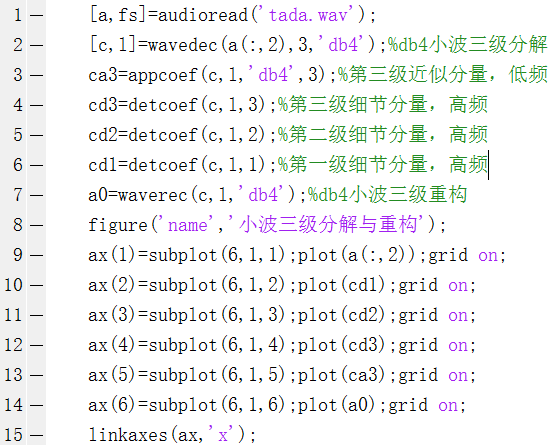 1 — [a,fs]=audioread('tada.wav');
2 — [c,l]=wavedec(a(:,2),3,'db4');%db4小波三级分解
3 — ca3=appcoef(c,l,'db4',3);%第三级近似分量，低频
4 — cd3=detcoef(c,l,3);%第三级细节分量，高频
5 — cd2=detcoef(c,l,2);%第二级细节分量，高频
6 — cd1=detcoef(c,l,1);%第一级细节分量，高频
7 — a0=waverec(c,l,'db4');%db4小波三级重构
8 — figure('name','小波三级分解与重构');
9 — ax(1)=subplot(6,1,1);plot(a(:,2));grid on;
10 — ax(2)=subplot(6,1,2);plot(cd1);grid on;
11 — ax(3)=subplot(6,1,3);plot(cd2);grid on;
12 — ax(4)=subplot(6,1,4);plot(cd3);grid on;
13 — ax(5)=subplot(6,1,5);plot(ca3);grid on;
14 — ax(6)=subplot(6,1,6);plot(a0);grid on;
15 — linkaxes(ax,'x');